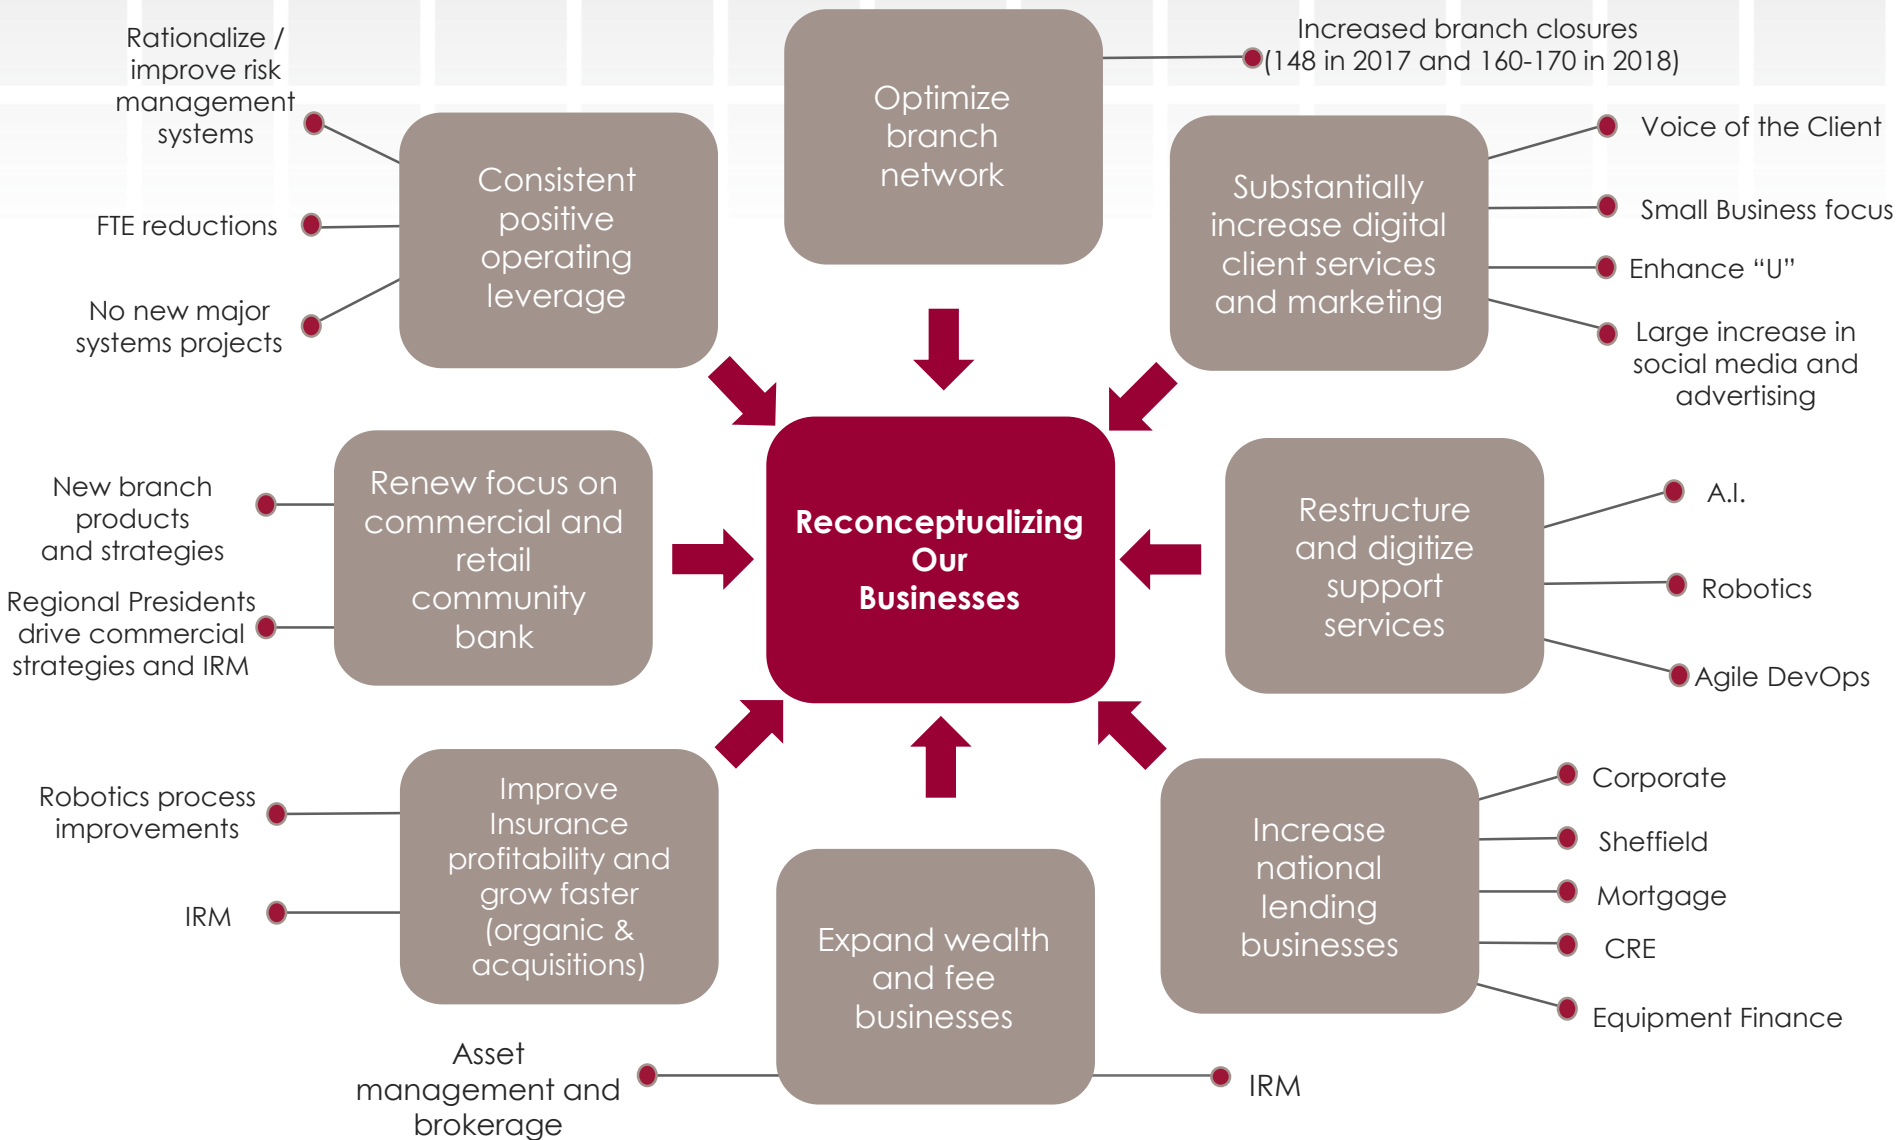 Increased branch closures
(148 in 2017 and 160-170 in 2018)
Optimize
branch
network
Rationalize /
improve risk
management
systems
FTE reductions
No new major
systems projects
Consistent
positive
operating
leverage
Substantially
increase digital
client services
and marketing
Voice of the Client
Small Business focus
Enhance “U”
Large increase in
social media and
advertising
New branch
products
and strategies
Regional Presidents
drive commercial
strategies and IRM
Renew focus on
commercial and
retail
community
bank
Reconceptualizing
Our
Businesses
Restructure
and digitize
support
services
A.I.
Robotics
Agile DevOps
Robotics process
improvements
IRM
Improve
Insurance
profitability and
grow faster
(organic &
acquisitions)
Expand wealth
and fee
businesses
Asset
management and
brokerage
IRM
Increase
national
lending
businesses
Corporate
Sheffield
Mortgage
CRE
Equipment Finance